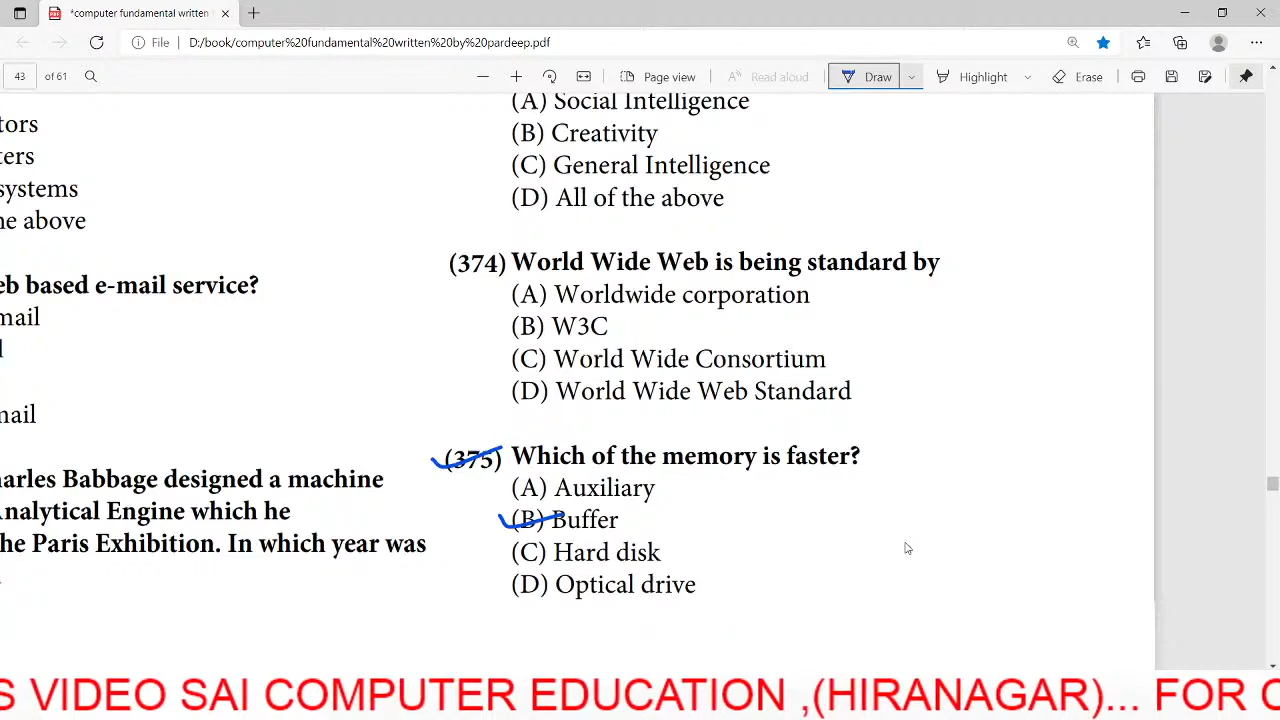 *computer fundamental written
File D:/book/computer%20fundamental%20written%20by%20pardeep.pdf
43 of 61 Page view Read aloud Draw Highlight Erase
tors
ters
systems
he above
eb based e-mail service?
mail
l
mail
harles Babbage designed a machine
Analytical Engine which he
he Paris Exhibition. In which year was
(A) Social Intelligence
(B) Creativity
(C) General Intelligence
(D) All of the above
(374) World Wide Web is being standard by
(A) Worldwide corporation
(B) W3C
(C) World Wide Consortium
(D) World Wide Web Standard
(375) Which of the memory is faster?
(A) Auxiliary
(B) Buffer
(C) Hard disk
(D) Optical drive
S VIDEO SAI COMPUTER EDUCATION ,(HIRANAGAR)... FOR C